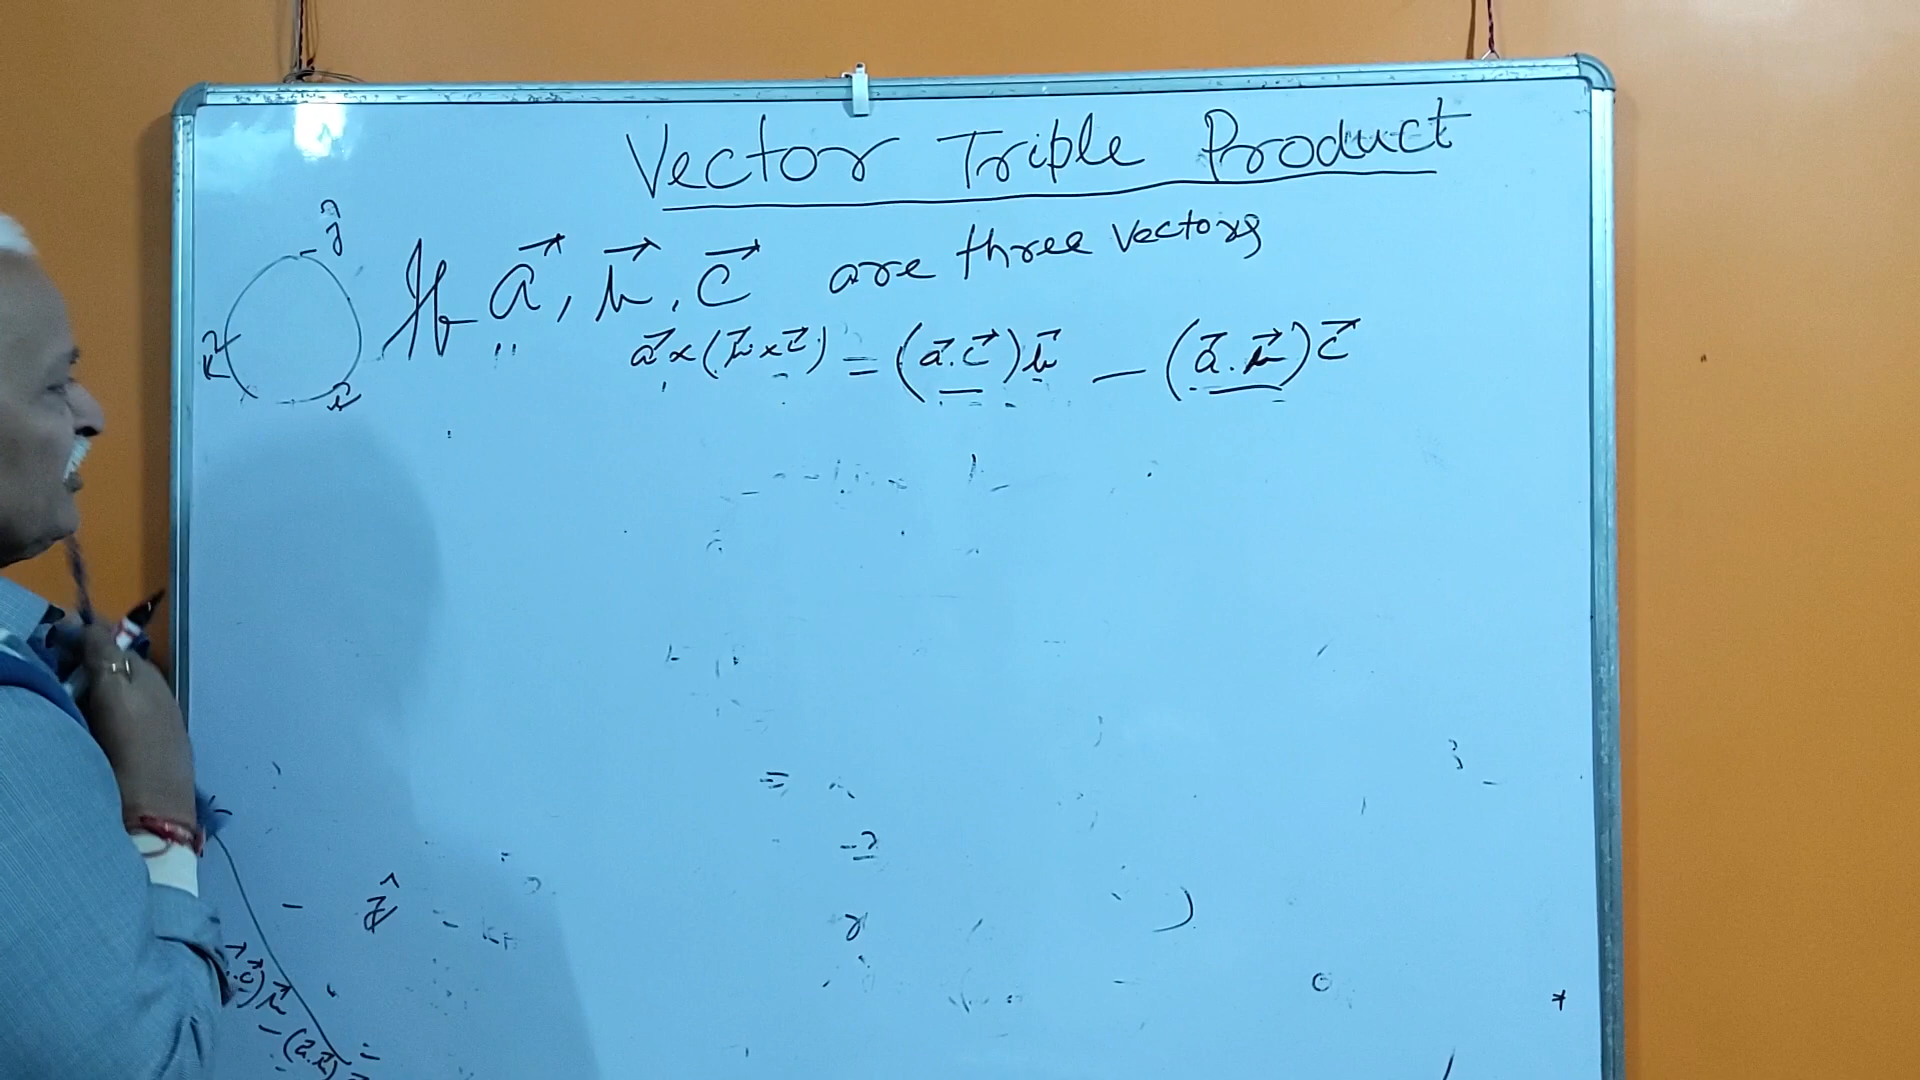 Vector Triple Product
If a⃗, b⃗, c⃗ are three vectors
a⃗ × (b⃗ × c⃗) = (a⃗.c⃗)b⃗ — (a⃗.b⃗)c⃗
ĵ
k̂
î
.c⃗)b⃗
−(a⃗.b⃗)